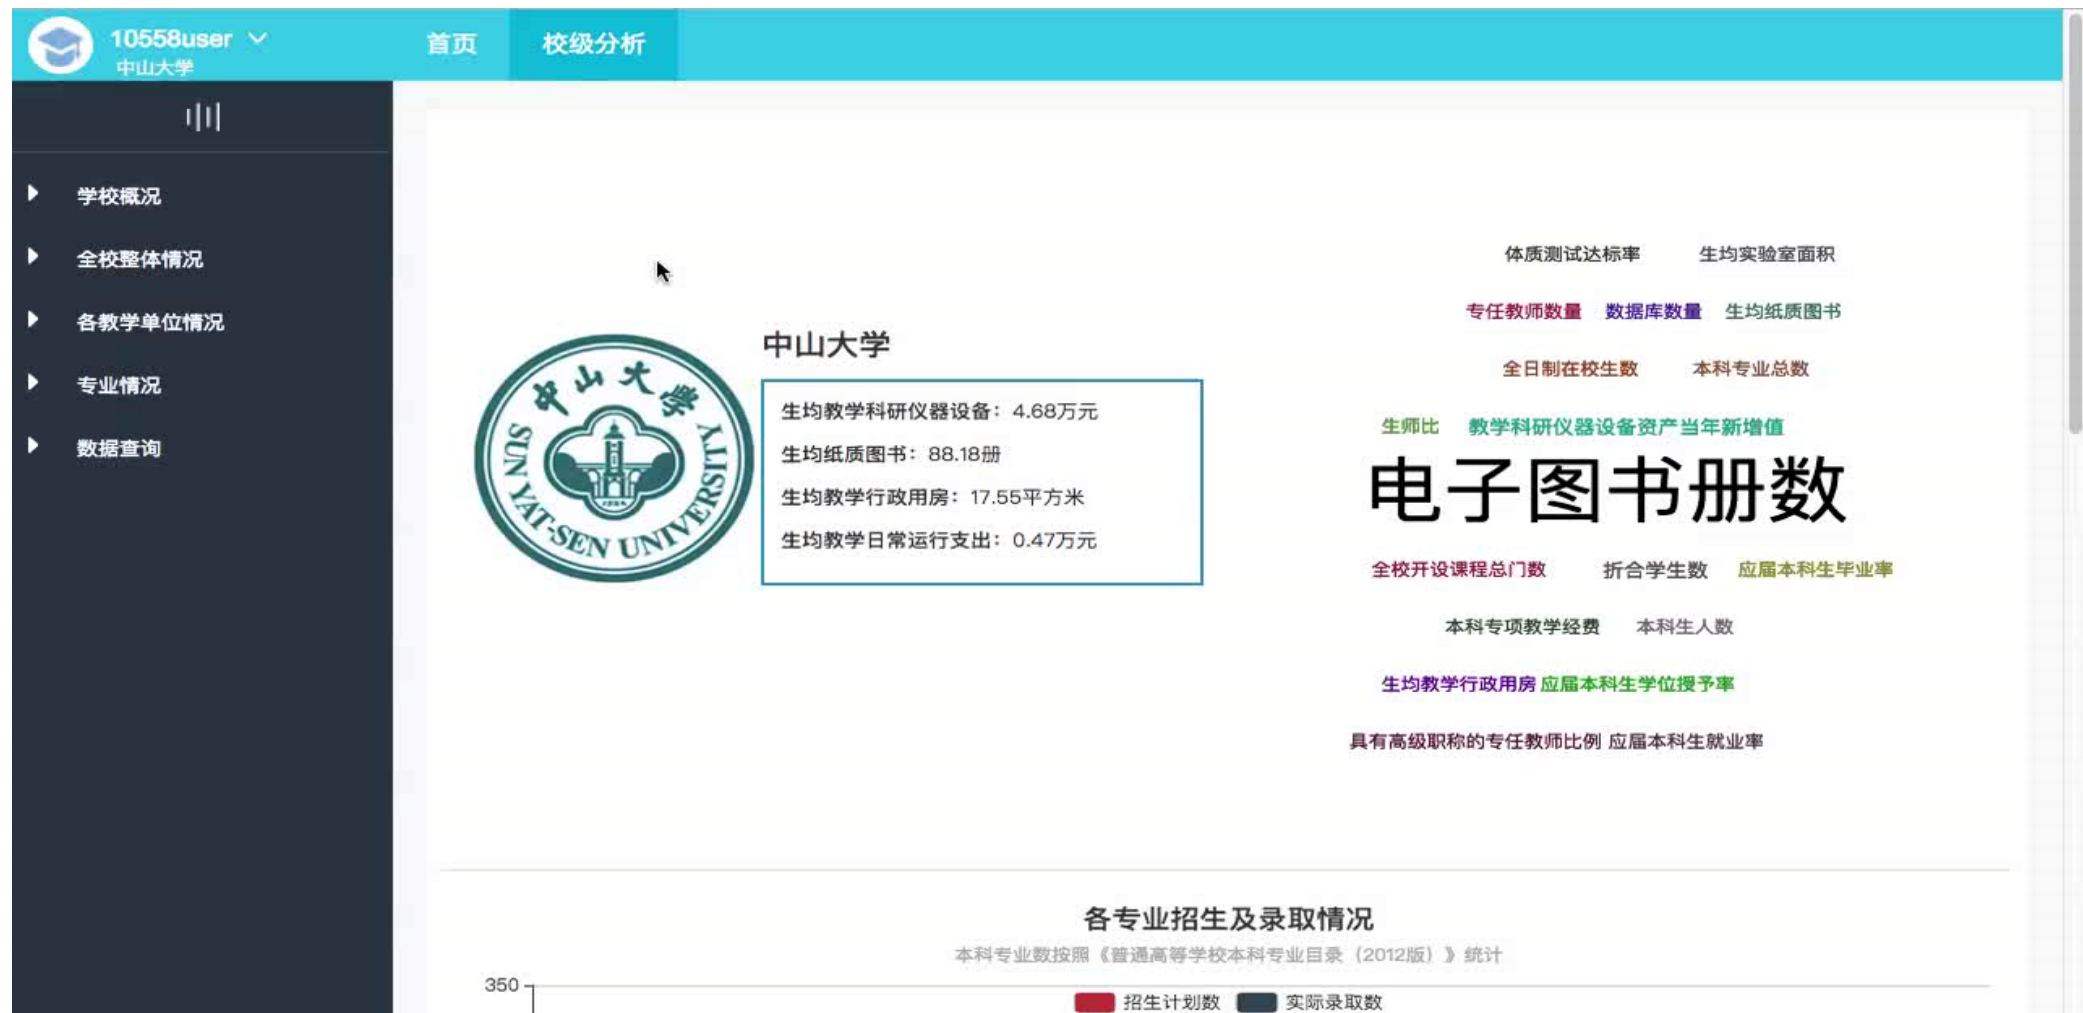 10558user
中山大学
首页
校级分析
学校概况
全校整体情况
各教学单位情况
专业情况
数据查询
中山大学
SUN YAT-SEN UNIVERSITY
中山大学
生均教学科研仪器设备：4.68万元
生均纸质图书：88.18册
生均教学行政用房：17.55平方米
生均教学日常运行支出：0.47万元
体质测试达标率 生均实验室面积
专任教师数量 数据库数量 生均纸质图书
全日制在校生数 本科专业总数
生师比 教学科研仪器设备资产当年新增值
电子图书册数
全校开设课程总门数 折合学生数 应届本科生毕业率
本科专项教学经费 本科生人数
生均教学行政用房 应届本科生学位授予率
具有高级职称的专任教师比例 应届本科生就业率
各专业招生及录取情况
本科专业数按照《普通高等学校本科专业目录（2012版）》统计
350
招生计划数 实际录取数